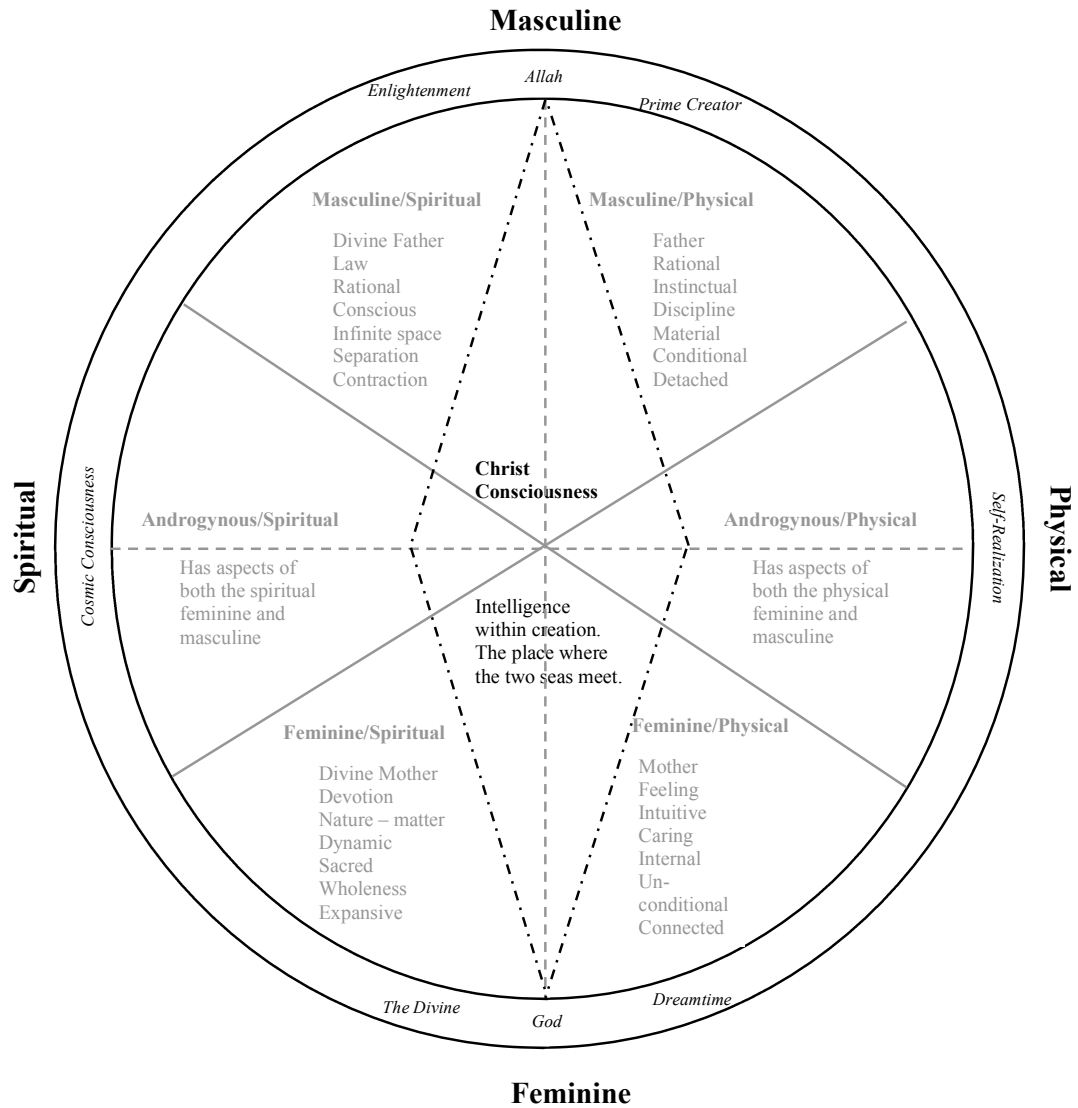 Masculine
Allah
Enlightenment
Prime Creator
Masculine/Spiritual
Divine Father
Law
Rational
Conscious
Infinite space
Separation
Contraction
Masculine/Physical
Father
Rational
Instinctual
Discipline
Material
Conditional
Detached
Christ
Consciousness
Spiritual
Cosmic Consciousness
Androgynous/Spiritual
Has aspects of
both the spiritual
feminine and
masculine
Androgynous/Physical
Has aspects of
both the physical
feminine and
masculine
Self-Realization
Physical
Intelligence
within creation.
The place where
the two seas meet.
Feminine/Spiritual
Divine Mother
Devotion
Nature – matter
Dynamic
Sacred
Wholeness
Expansive
Feminine/Physical
Mother
Feeling
Intuitive
Caring
Internal
Un-
conditional
Connected
The Divine
God
Dreamtime
Feminine